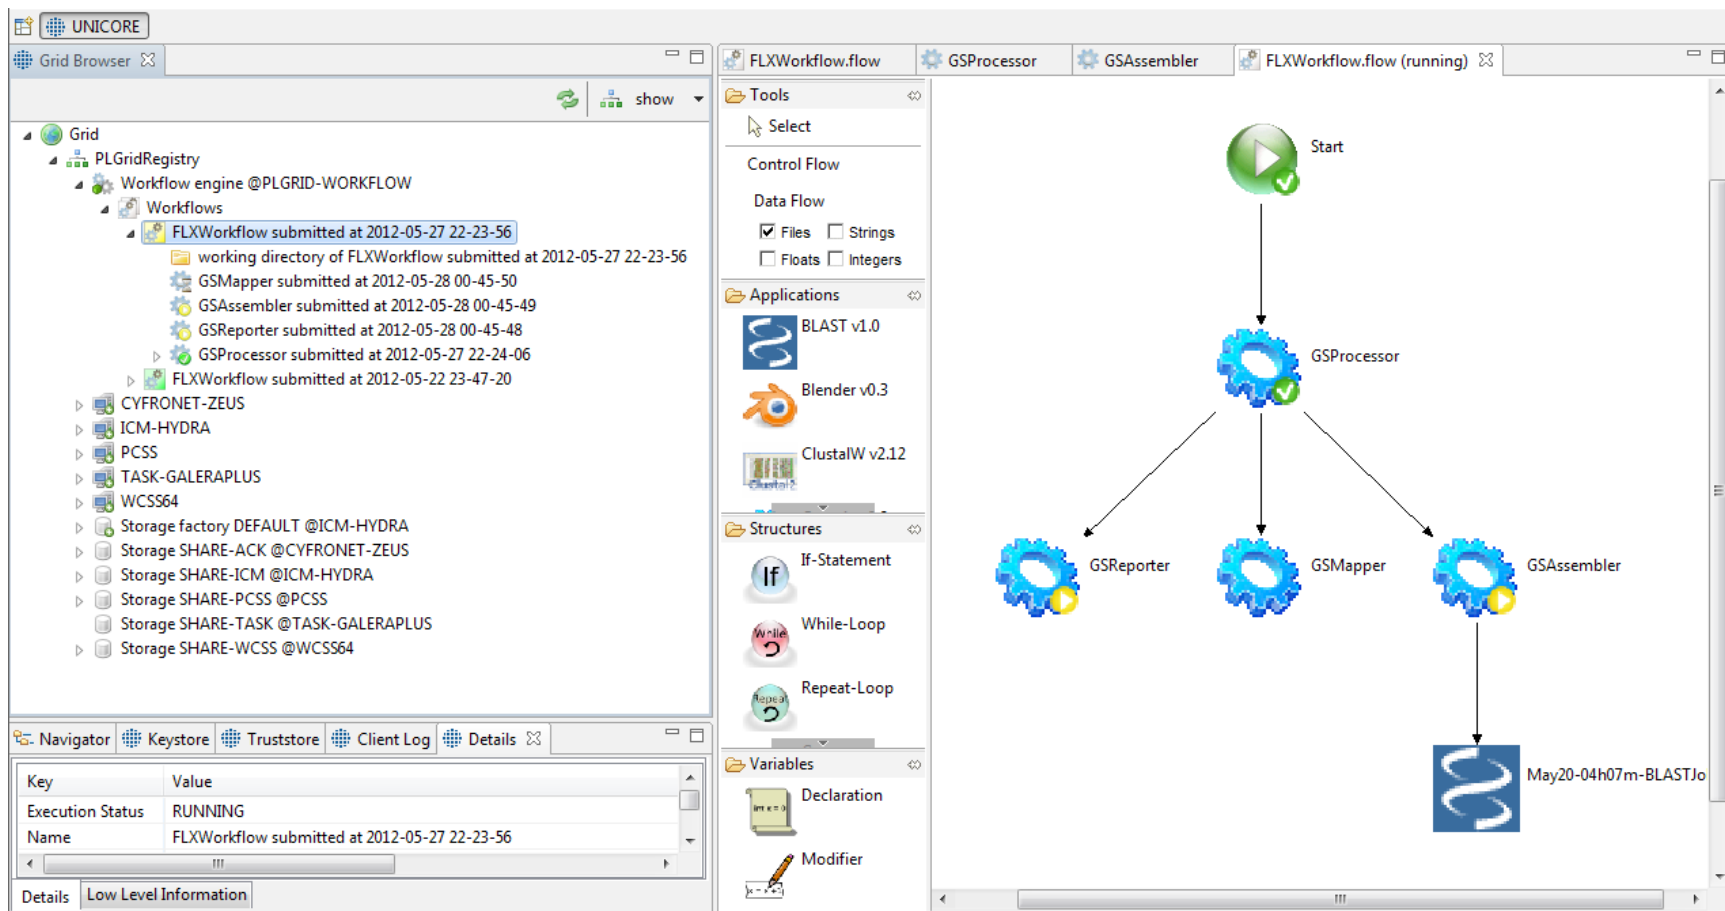 UNICORE
Grid Browser
show
Grid
PLGridRegistry
Workflow engine @PLGRID-WORKFLOW
Workflows
FLXWorkflow submitted at 2012-05-27 22-23-56
working directory of FLXWorkflow submitted at 2012-05-27 22-23-56
GSMapper submitted at 2012-05-28 00-45-50
GSAssembler submitted at 2012-05-28 00-45-49
GSReporter submitted at 2012-05-28 00-45-48
GSProcessor submitted at 2012-05-27 22-24-06
FLXWorkflow submitted at 2012-05-22 23-47-20
CYFRONET-ZEUS
ICM-HYDRA
PCSS
TASK-GALERAPLUS
WCSS64
Storage factory DEFAULT @ICM-HYDRA
Storage SHARE-ACK @CYFRONET-ZEUS
Storage SHARE-ICM @ICM-HYDRA
Storage SHARE-PCSS @PCSS
Storage SHARE-TASK @TASK-GALERAPLUS
Storage SHARE-WCSS @WCSS64
Navigator Keystore Truststore Client Log Details
Key Value
Execution Status RUNNING
Name FLXWorkflow submitted at 2012-05-27 22-23-56
Details Low Level Information
FLXWorkflow.flow GSProcessor GSAssembler FLXWorkflow.flow (running)
Tools
Select
Control Flow
Data Flow
Files Strings
Floats Integers
Applications
BLAST v1.0
Blender v0.3
ClustalW v2.12
Structures
If
If-Statement
While
While-Loop
Repeat
Repeat-Loop
Variables
Declaration
Modifier
Start
GSProcessor
GSReporter
GSMapper
GSAssembler
May20-04h07m-BLASTJo